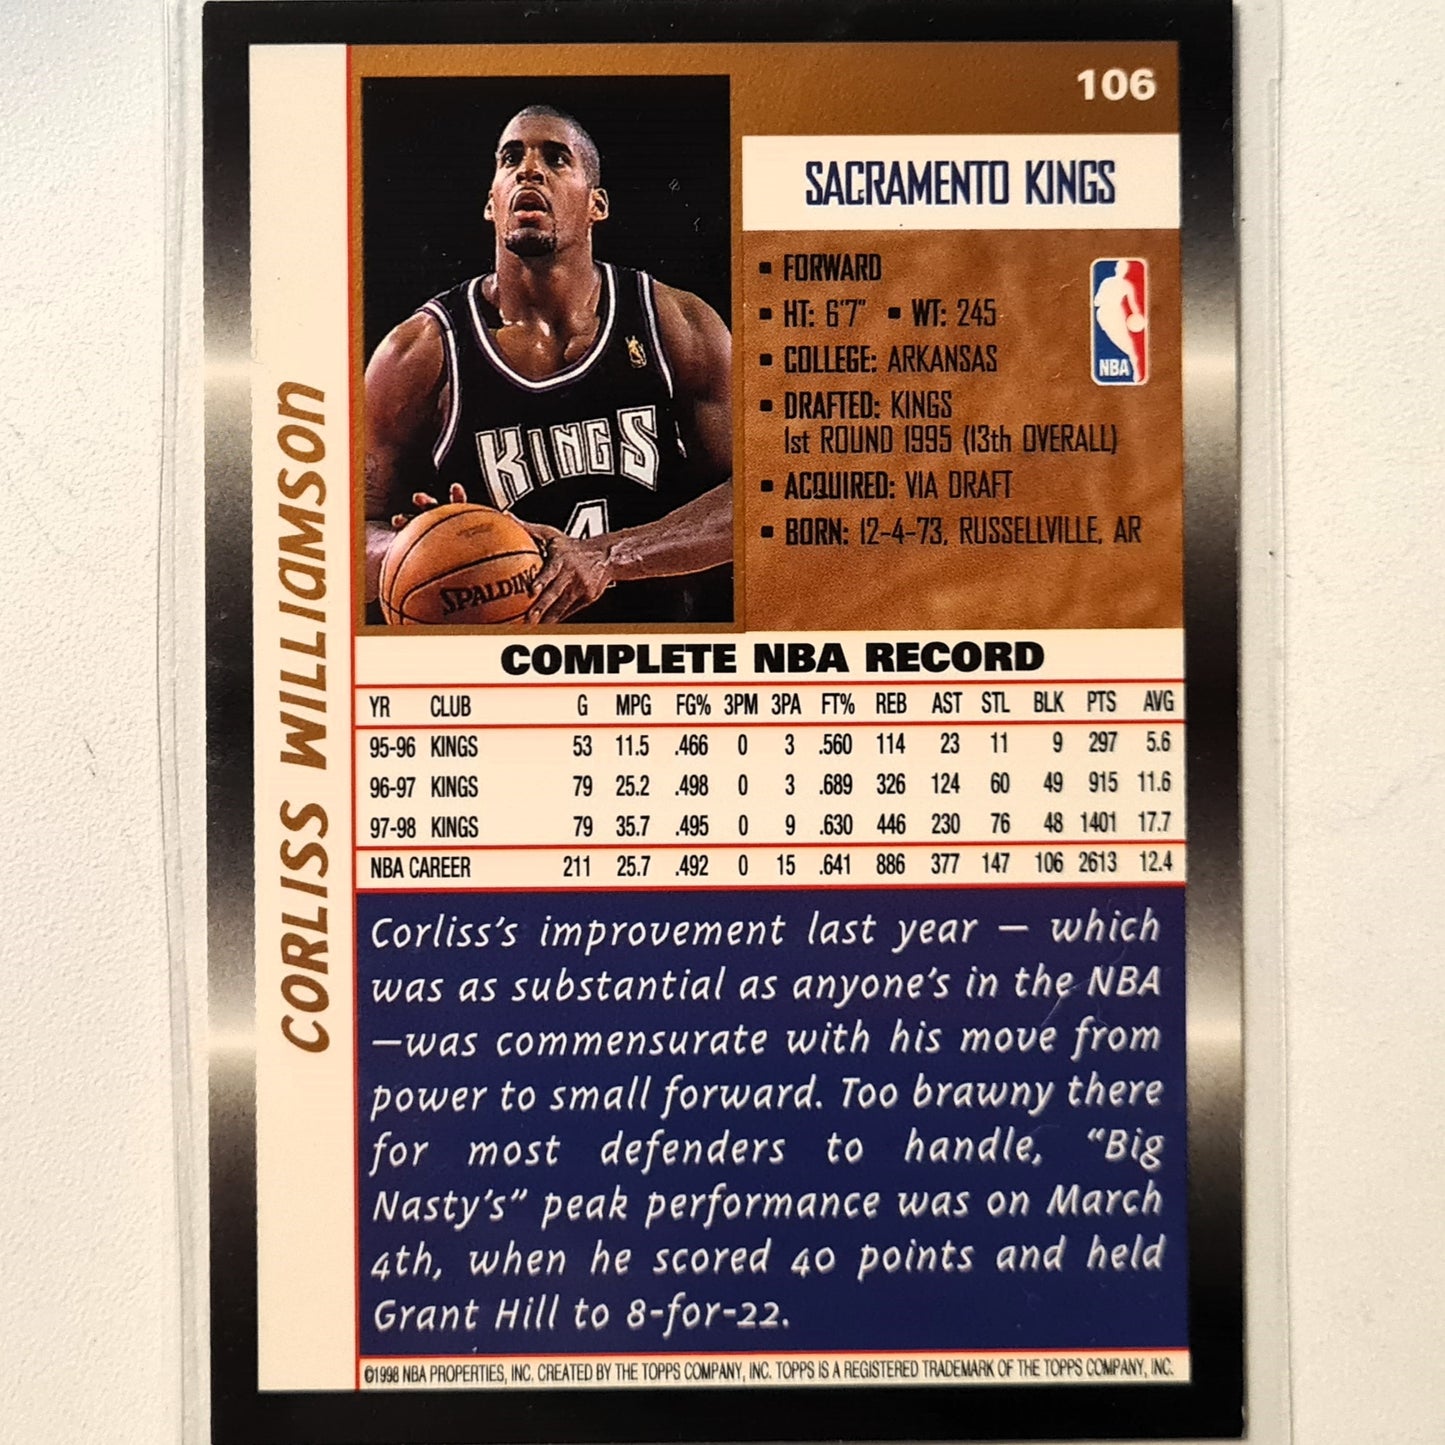 106
SACRAMENTO KINGS
▪ FORWARD
▪ HT: 6'7" ▪ WT: 245
▪ COLLEGE: ARKANSAS
▪ DRAFTED: KINGS
1st ROUND 1995 (13th OVERALL)
▪ ACQUIRED: VIA DRAFT
▪ BORN: 12-4-73, RUSSELLVILLE, AR
NBA
KINGS
4
SPALDING
CORLISS WILLIAMSON
COMPLETE NBA RECORD
YR CLUB G MPG FG% 3PM 3PA FT% REB AST STL BLK PTS AVG
95-96 KINGS 53 11.5 .466 0 3 .560 114 23 11 9 297 5.6
96-97 KINGS 79 25.2 .498 0 3 .689 326 124 60 49 915 11.6
97-98 KINGS 79 35.7 .495 0 9 .630 446 230 76 48 1401 17.7
NBA CAREER 211 25.7 .492 0 15 .641 886 377 147 106 2613 12.4
Corliss's improvement last year — which
was as substantial as anyone's in the NBA
—was commensurate with his move from
power to small forward. Too brawny there
for most defenders to handle, "Big
Nasty's" peak performance was on March
4th, when he scored 40 points and held
Grant Hill to 8-for-22.
©1998 NBA PROPERTIES, INC. CREATED BY THE TOPPS COMPANY, INC. TOPPS IS A REGISTERED TRADEMARK OF THE TOPPS COMPANY, INC.